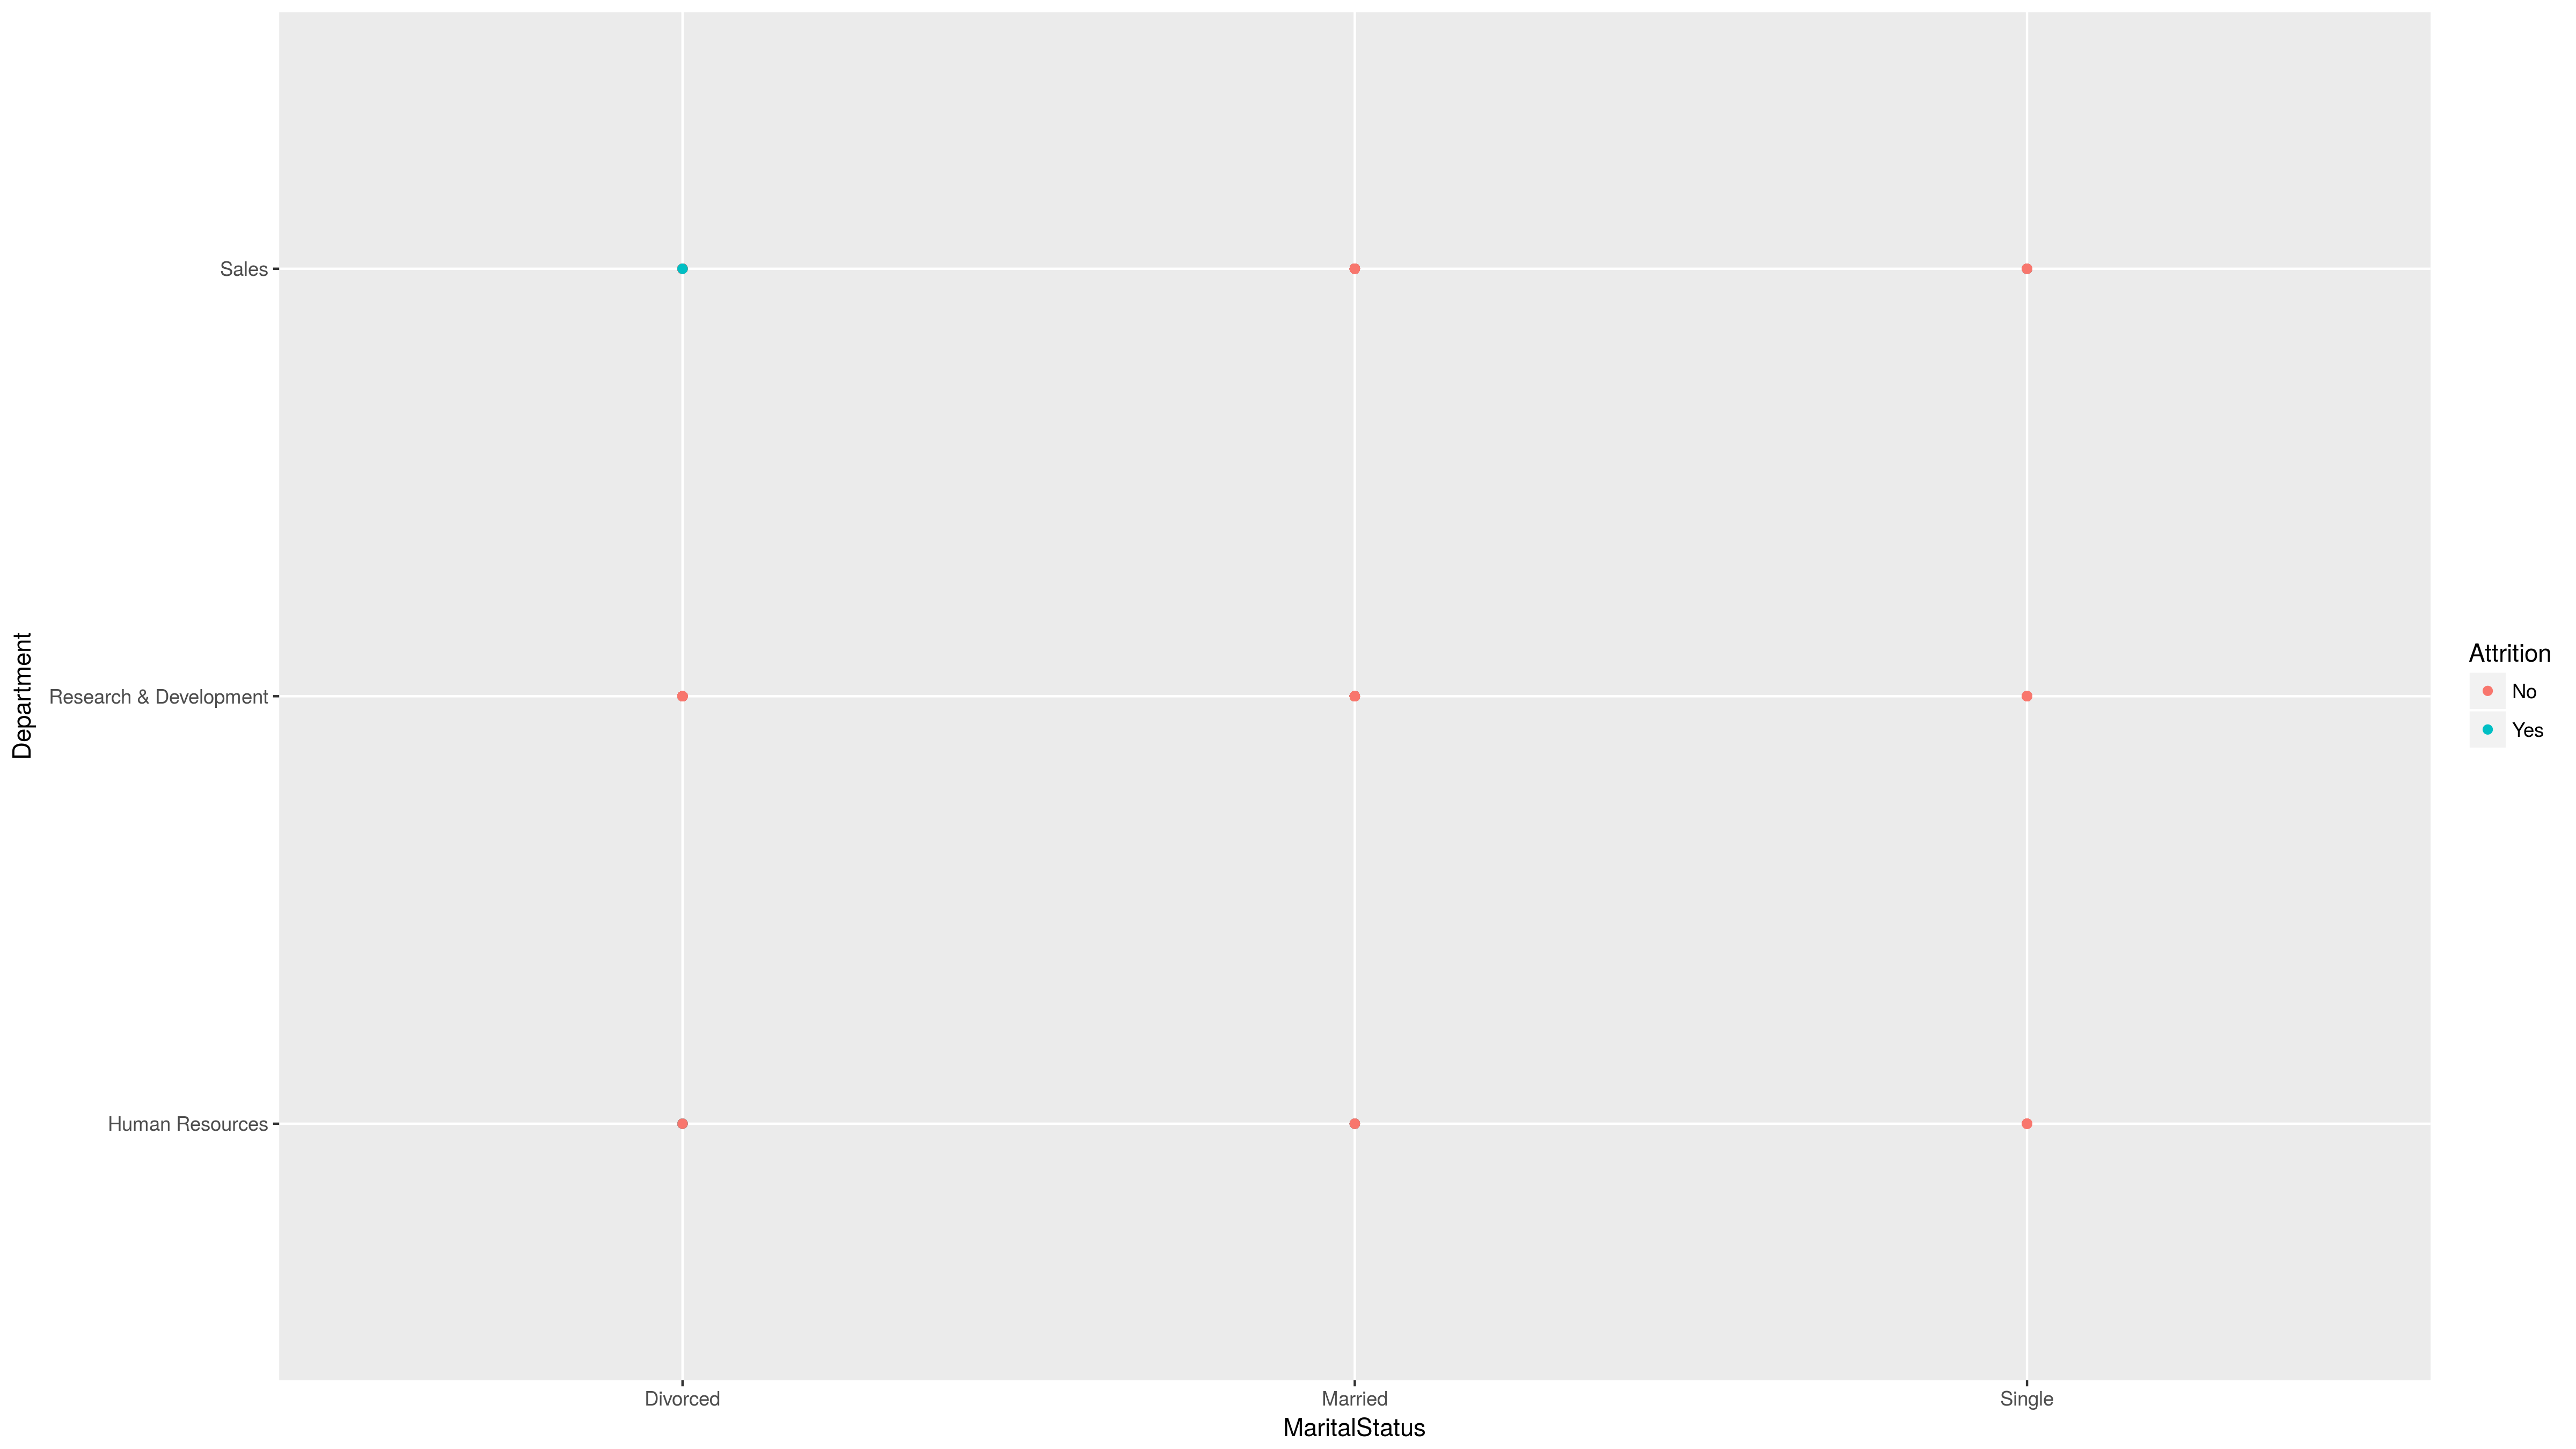 Sales
Research & Development
Human Resources
Department
Divorced
Married
Single
MaritalStatus
Attrition
No
Yes